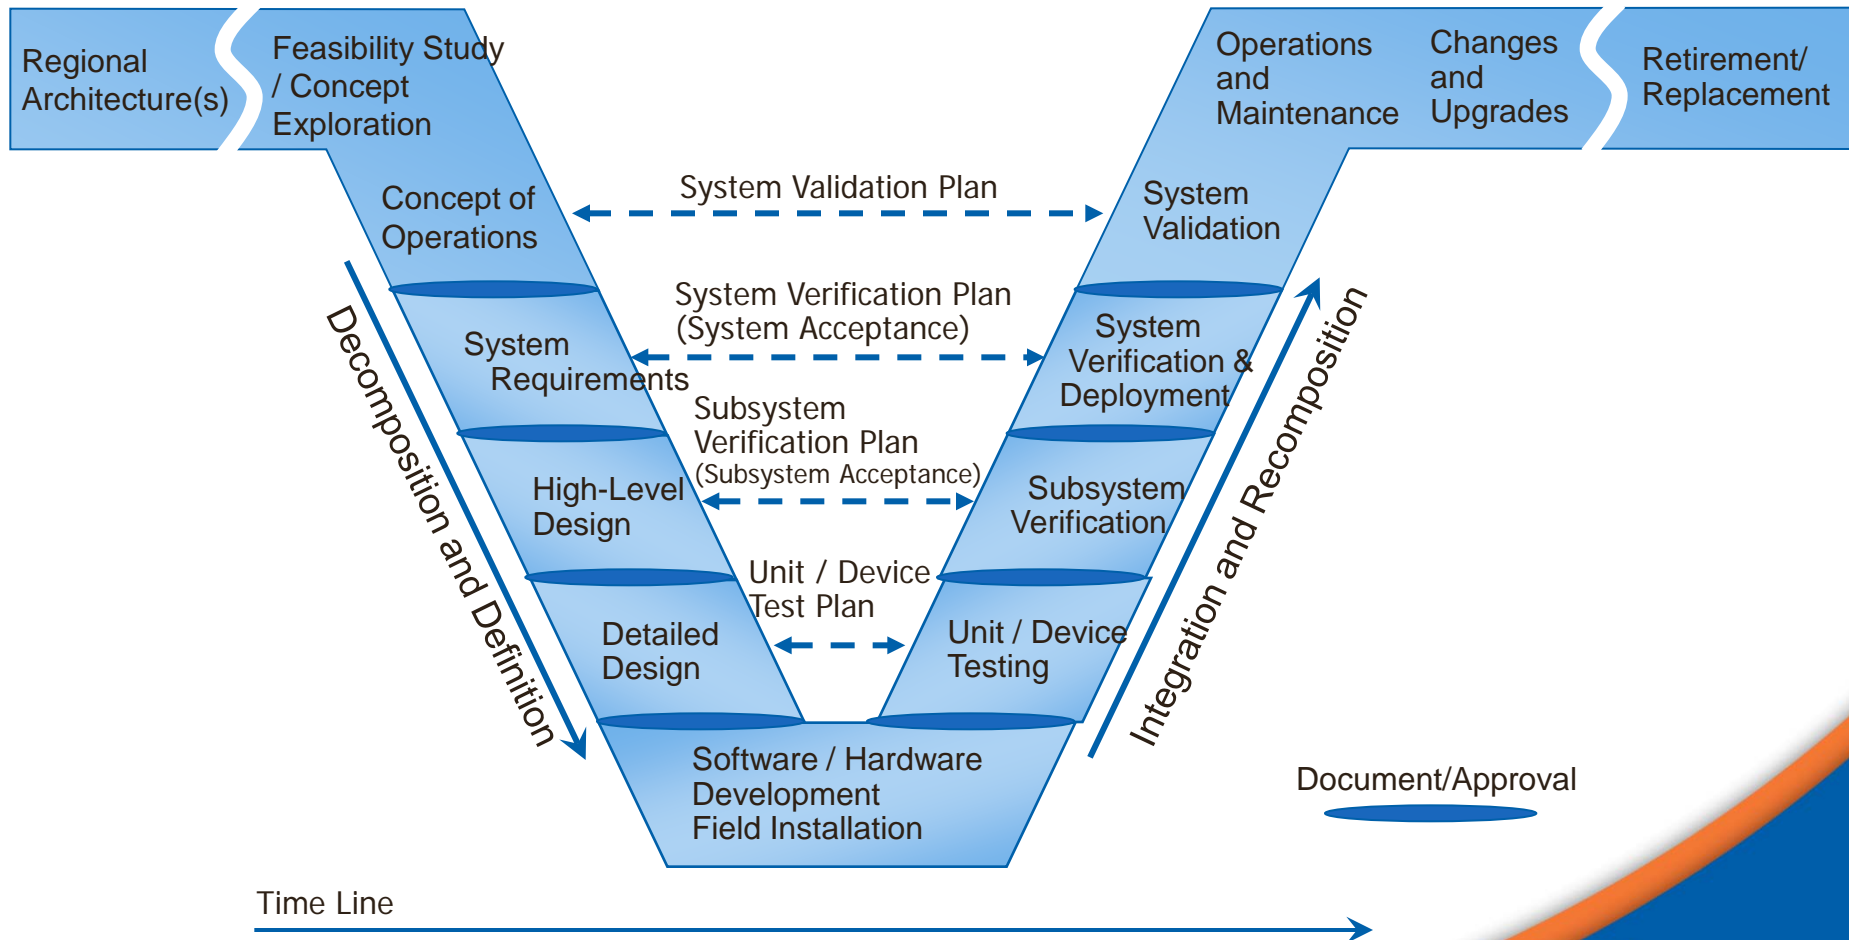 Regional
Architecture(s)
Feasibility Study
/ Concept
Exploration
Operations
and
Maintenance
Changes
and
Upgrades
Retirement/
Replacement
Concept of
Operations
System Validation Plan
System
Validation
System Verification Plan
(System Acceptance)
System
Requirements
System
Verification &
Deployment
Subsystem
Verification Plan
(Subsystem Acceptance)
High-Level
Design
Subsystem
Verification
Unit / Device
Test Plan
Detailed
Design
Unit / Device
Testing
Decomposition and Definition
Integration and Recomposition
Software / Hardware
Development
Field Installation
Document/Approval
Time Line